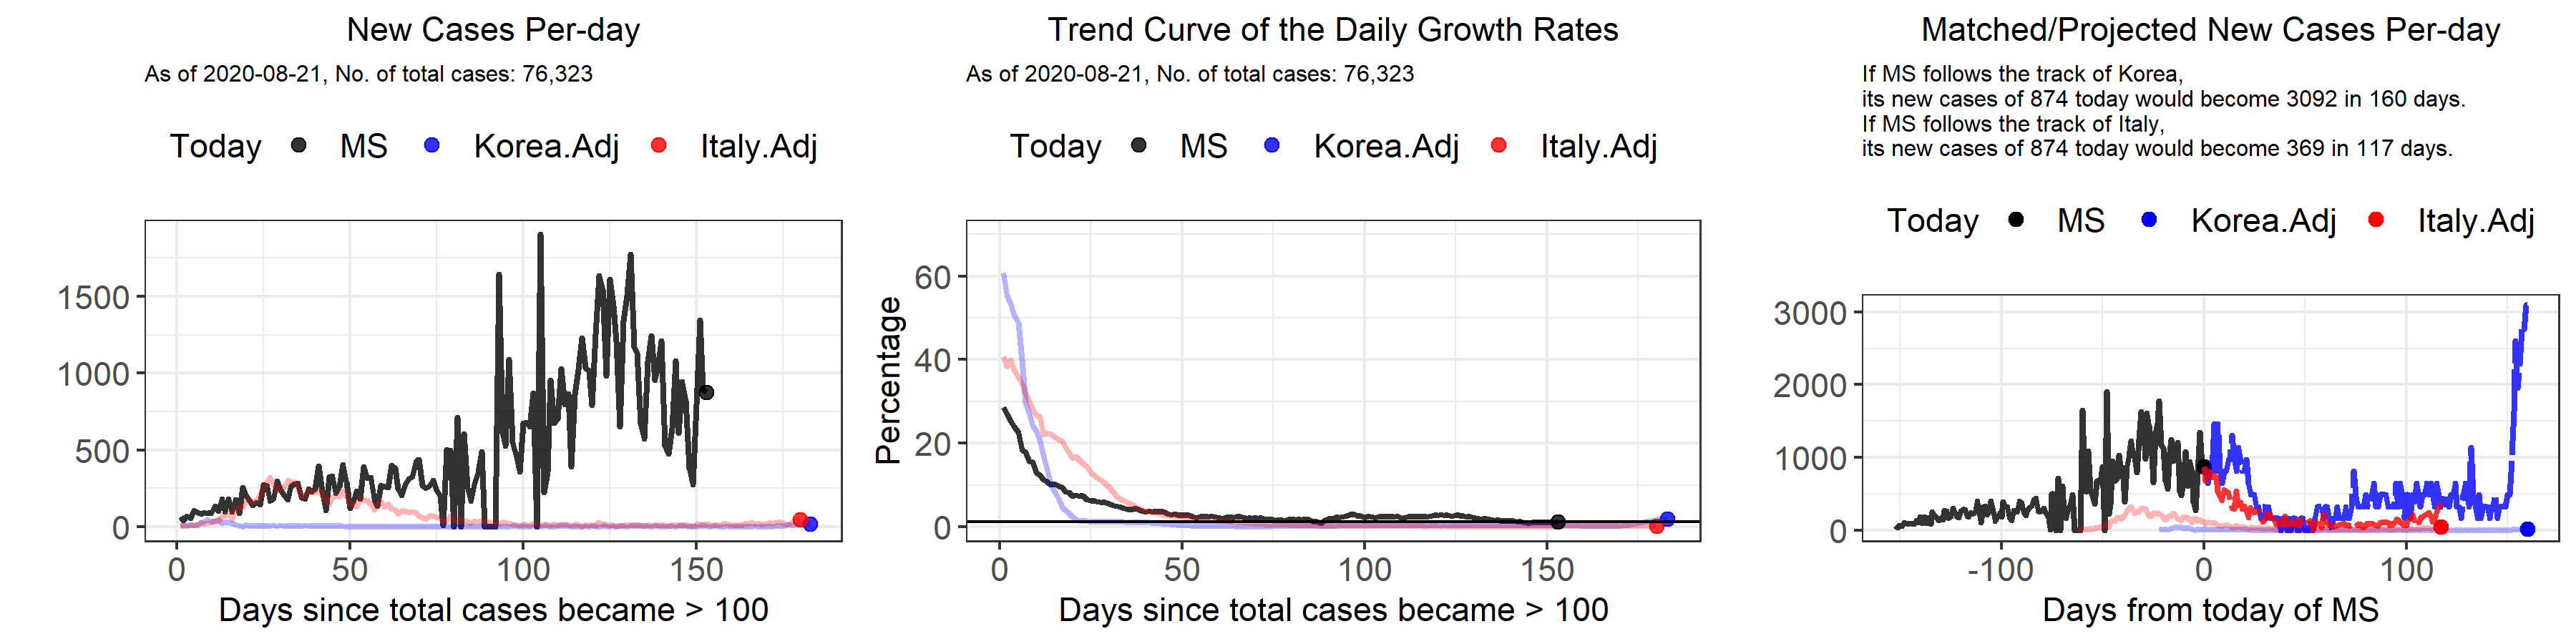 New Cases Per-day
As of 2020-08-21, No. of total cases: 76,323
Today MS Korea.Adj Italy.Adj
1500
1000
500
0
0 50 100 150
Days since total cases became > 100
Trend Curve of the Daily Growth Rates
As of 2020-08-21, No. of total cases: 76,323
Today MS Korea.Adj Italy.Adj
Percentage
60
40
20
0
0 50 100 150
Days since total cases became > 100
Matched/Projected New Cases Per-day
If MS follows the track of Korea,
its new cases of 874 today would become 3092 in 160 days.
If MS follows the track of Italy,
its new cases of 874 today would become 369 in 117 days.
Today MS Korea.Adj Italy.Adj
3000
2000
1000
0
-100 0 100
Days from today of MS